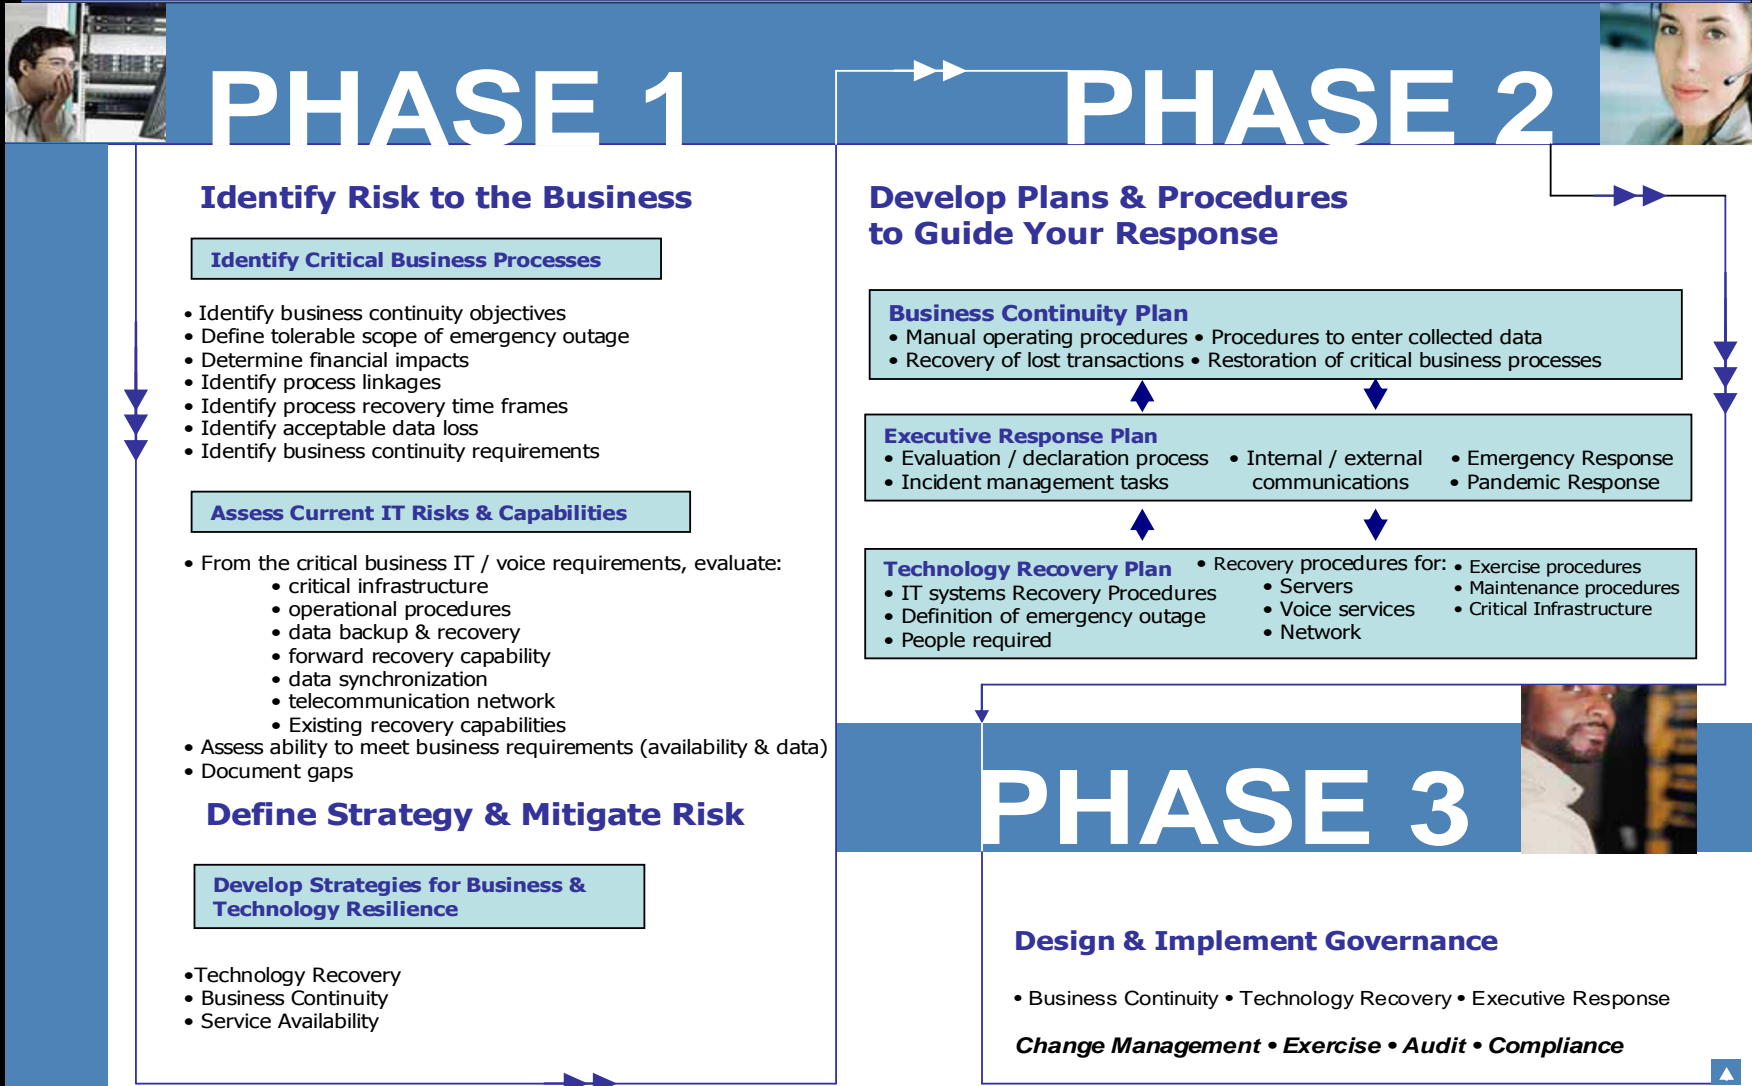 PHASE 1
Identify Risk to the Business
Identify Critical Business Processes
• Identify business continuity objectives
• Define tolerable scope of emergency outage
• Determine financial impacts
• Identify process linkages
• Identify process recovery time frames
• Identify acceptable data loss
• Identify business continuity requirements
Assess Current IT Risks & Capabilities
• From the critical business IT / voice requirements, evaluate:
• critical infrastructure
• operational procedures
• data backup & recovery
• forward recovery capability
• data synchronization
• telecommunication network
• Existing recovery capabilities
• Assess ability to meet business requirements (availability & data)
• Document gaps
Define Strategy & Mitigate Risk
Develop Strategies for Business &
Technology Resilience
•Technology Recovery
• Business Continuity
• Service Availability
PHASE 2
Develop Plans & Procedures
to Guide Your Response
Business Continuity Plan
• Manual operating procedures • Procedures to enter collected data
• Recovery of lost transactions • Restoration of critical business processes
Executive Response Plan
• Evaluation / declaration process
• Incident management tasks
• Internal / external
communications
• Emergency Response
• Pandemic Response
Technology Recovery Plan
• IT systems Recovery Procedures
• Definition of emergency outage
• People required
• Recovery procedures for:
• Servers
• Voice services
• Network
• Exercise procedures
• Maintenance procedures
• Critical Infrastructure
PHASE 3
Design & Implement Governance
• Business Continuity • Technology Recovery • Executive Response
Change Management • Exercise • Audit • Compliance